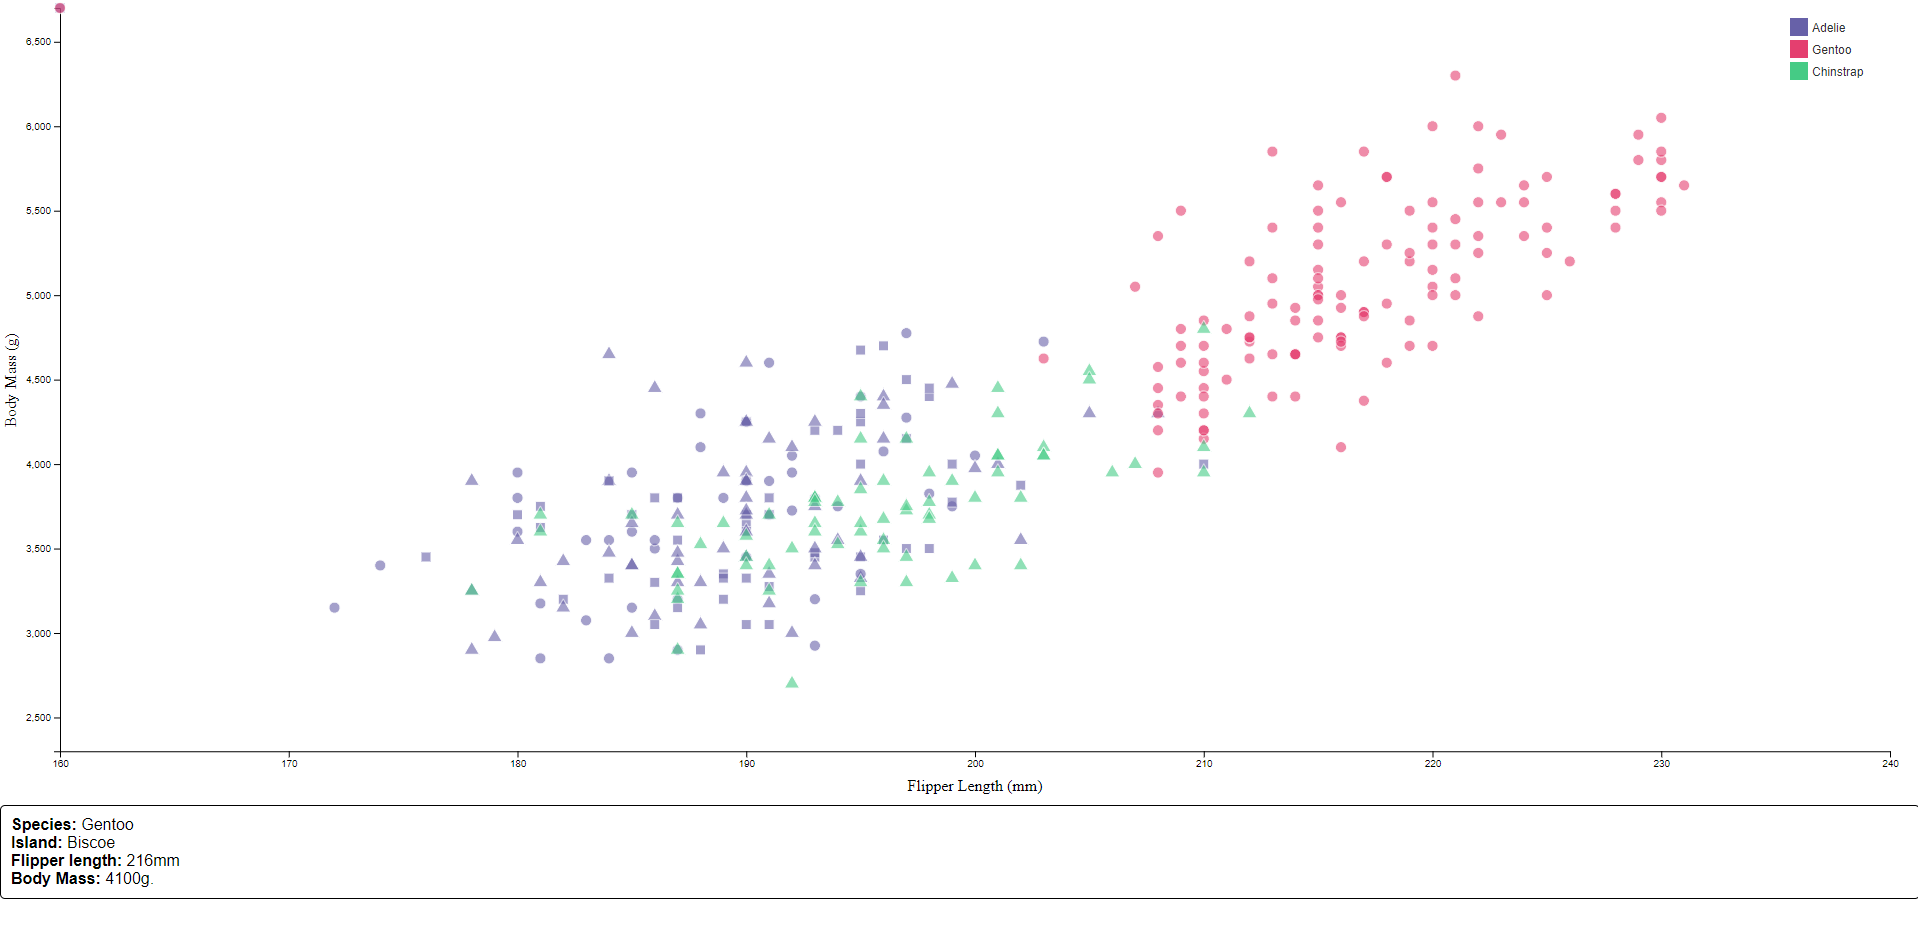 6,500
6,000
5,500
5,000
4,500
4,000
3,500
3,000
2,500
Body Mass (g)
Adelie
Gentoo
Chinstrap
160 170 180 190 200 210 220 230 240
Flipper Length (mm)
Species: Gentoo
Island: Biscoe
Flipper length: 216mm
Body Mass: 4100g.